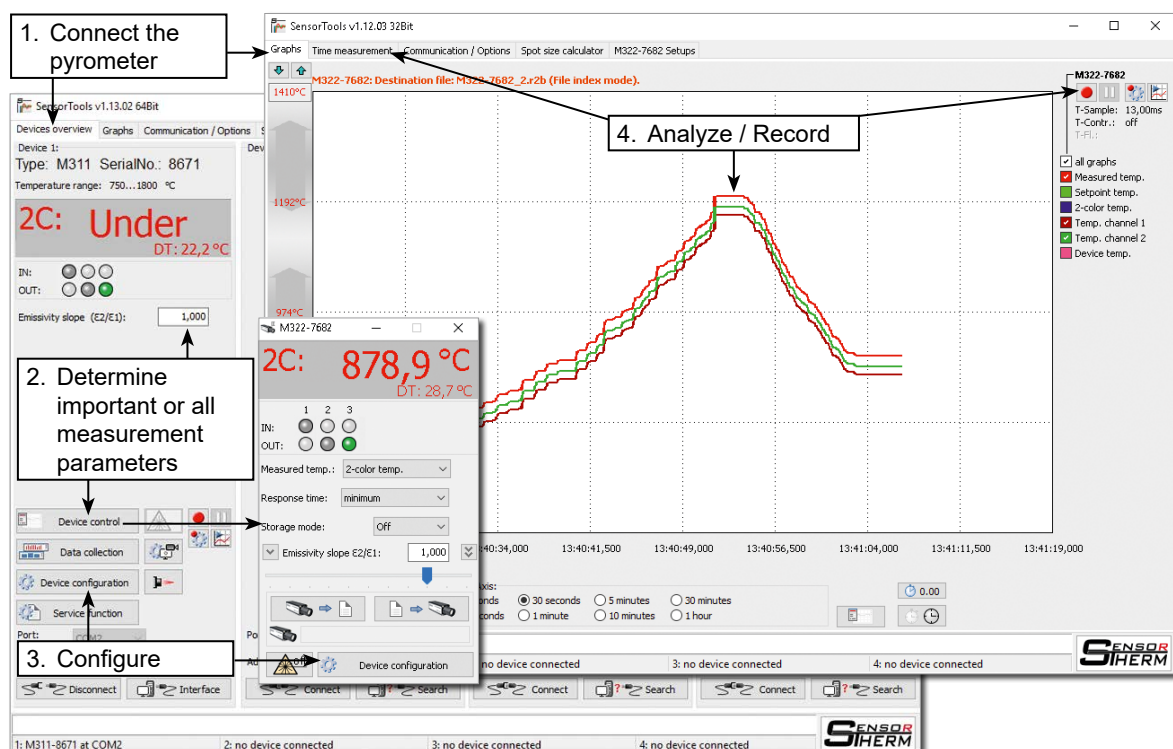 1. Connect the
pyrometer
SensorTools v1.12.03 32Bit
Graphs Time measurement Communication / Options Spot size calculator M322-7682 Setups
M322-7682: Destination file: M322-7682_2.r2b (File index mode).
1410°C
1192°C
974°C
4. Analyze / Record
M322-7682
T-Sample: 13,00ms
T-Contr.: off
T-Fl.:
all graphs
Measured temp.
Setpoint temp.
2-color temp.
Temp. channel 1
Temp. channel 2
Device temp.
SensorTools v1.13.02 64Bit
Devices overview Graphs Communication / Options S
Device 1:
Dev
Type: M311 SerialNo.: 8671
Temperature range: 750...1800 °C
2C: Under
DT: 22,2 °C
IN:
OUT:
Emissivity slope (ε2/ε1): 1,000
2. Determine
important or all
measurement
parameters
Device control
Data collection
Device configuration
Service function
Port: COM2
3. Configure
Disconnect Interface
M322-7682
2C: 878,9 °C
DT: 28,7 °C
1 2 3
IN:
OUT:
Measured temp.: 2-color temp.
Response time: minimum
Storage mode: Off
Emissivity slope ε2/ε1: 1,000
Off
Device configuration
:40:34,000 13:40:41,500 13:40:49,000 13:40:56,500 13:41:04,000 13:41:11,500 13:41:19,000
xis:
onds 30 seconds 5 minutes 30 minutes
conds 1 minute 10 minutes 1 hour
0.00
Po
Ad
no device connected 3: no device connected 4: no device connected
SENSORTHERM
Connect ? Search Connect ? Search Connect ? Search
1: M311-8671 at COM2 2: no device connected 3: no device connected 4: no device connected
SENSORTHERM